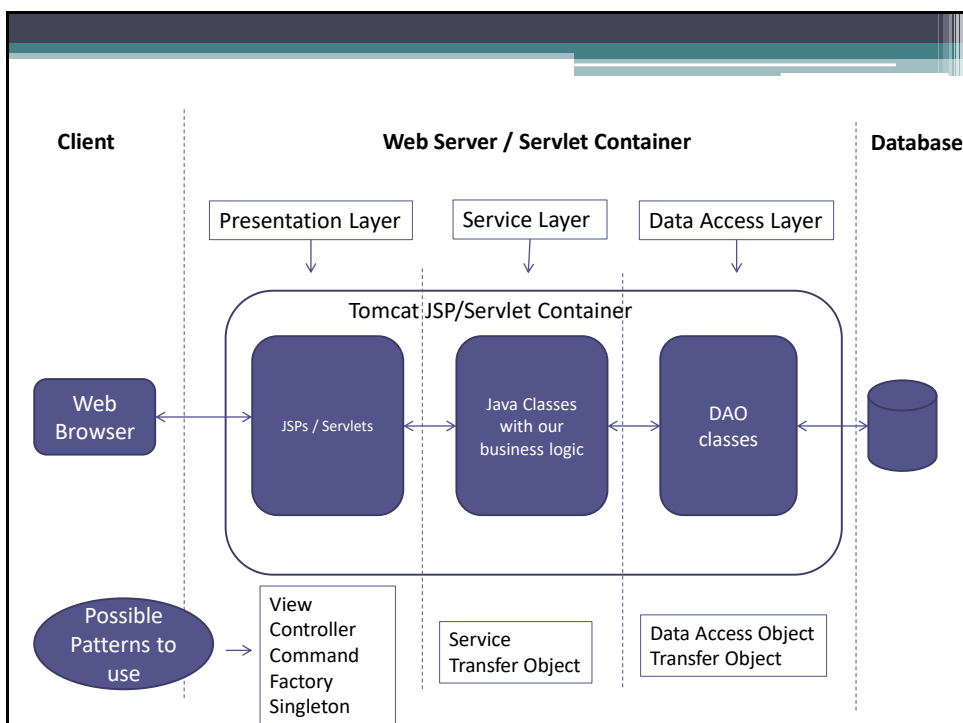 Client
Web Server / Servlet Container
Database
Presentation Layer
Service Layer
Data Access Layer
Tomcat JSP/Servlet Container
Web
Browser
JSPs / Servlets
Java Classes
with our
business logic
DAO
classes
Possible
Patterns to
use
View
Controller
Command
Factory
Singleton
Service
Transfer Object
Data Access Object
Transfer Object